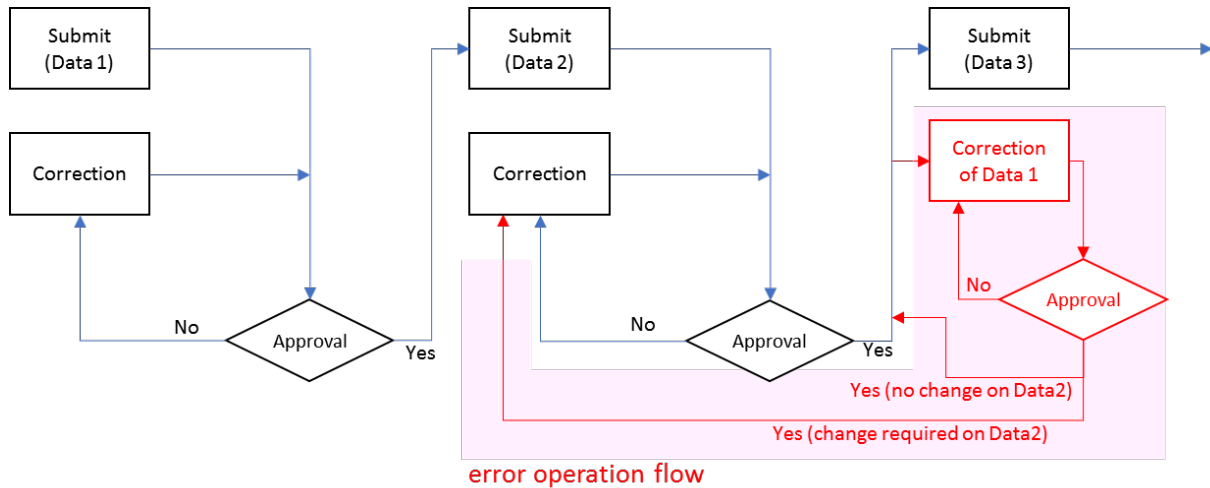 Submit
(Data 1)
Submit
(Data 2)
Submit
(Data 3)
Correction
Correction
Correction
of Data 1
No
Approval
Yes
No
Approval
Yes
No
Approval
Yes (no change on Data2)
Yes (change required on Data2)
error operation flow